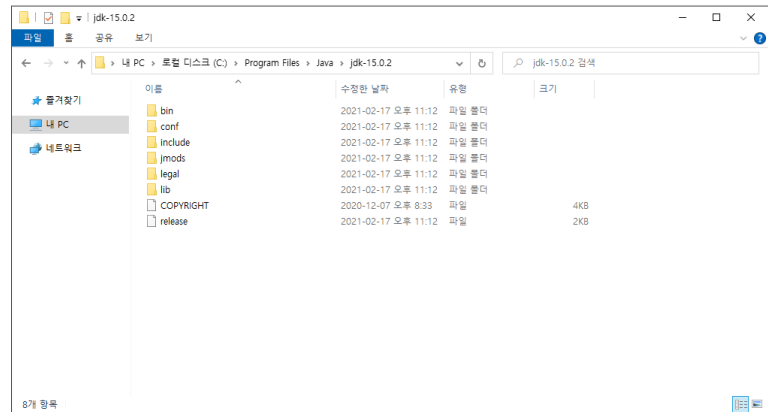 jdk-15.0.2
파일 홈 공유 보기
내 PC › 로컬 디스크 (C:) › Program Files › Java › jdk-15.0.2
jdk-15.0.2 검색
이름 수정한 날짜 유형 크기
즐겨찾기
내 PC
네트워크
bin 2021-02-17 오후 11:12 파일 폴더
conf 2021-02-17 오후 11:12 파일 폴더
include 2021-02-17 오후 11:12 파일 폴더
jmods 2021-02-17 오후 11:12 파일 폴더
legal 2021-02-17 오후 11:12 파일 폴더
lib 2021-02-17 오후 11:12 파일 폴더
COPYRIGHT 2020-12-07 오후 8:33 파일 4KB
release 2021-02-17 오후 11:12 파일 2KB
8개 항목